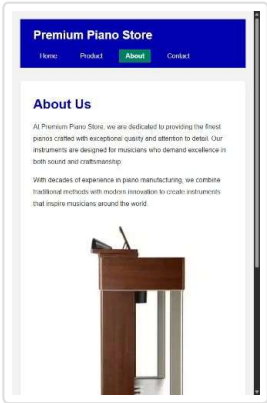 Premium Piano Store
Home Product About Contact
About Us
At Premium Piano Store, we are dedicated to providing the finest
pianos crafted with exceptional quality and attention to detail. Our
instruments are designed for musicians who demand excellence in
both sound and craftsmanship.
With decades of experience in piano manufacturing, we combine
traditional methods with modern innovation to create instruments
that inspire musicians around the world.